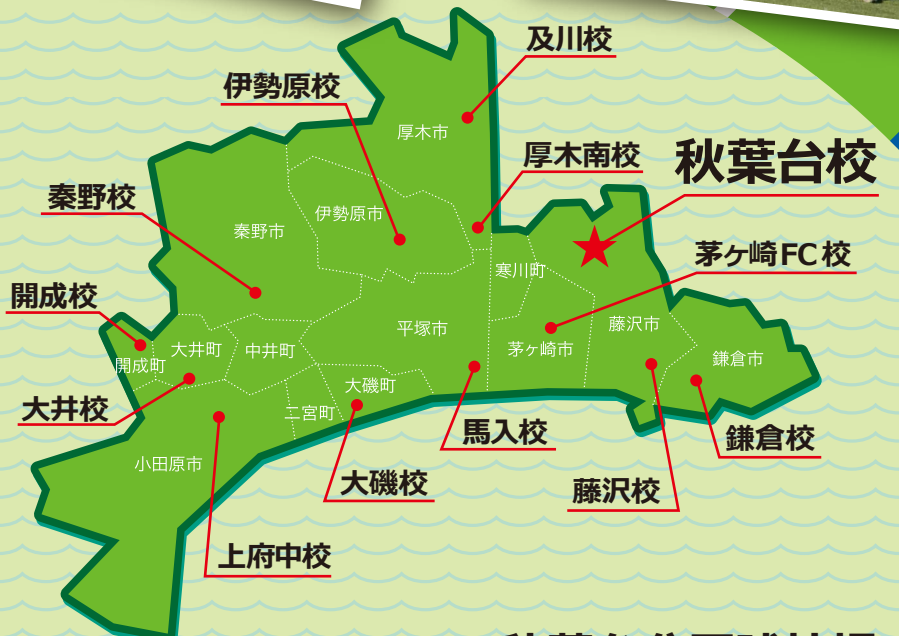 及川校
伊勢原校
厚木市
厚木南校
秋葉台校
秦野校
伊勢原市
秦野市
茅ヶ崎FC校
寒川町
開成校
藤沢市
平塚市
大井町
中井町
茅ヶ崎市
鎌倉市
開成町
大磯町
大井校
二宮町
馬入校
鎌倉校
小田原市
大磯校
藤沢校
上府中校